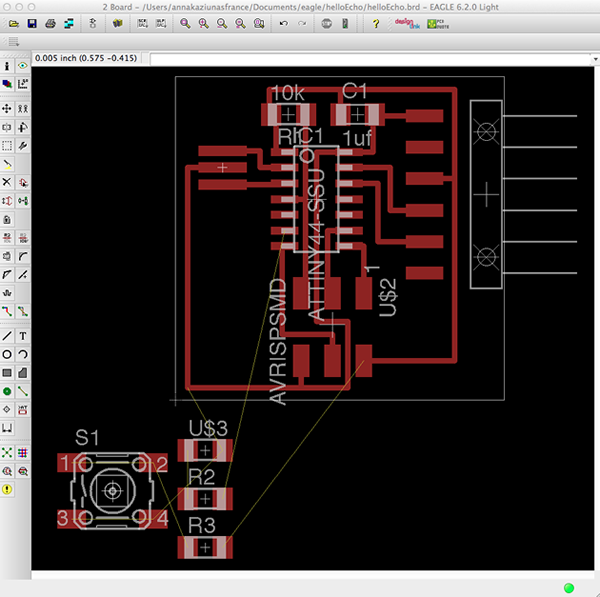 2 Board - /Users/annakaziunasfrance/Documents/eagle/helloEcho/helloEcho.brd - EAGLE 6.2.0 Light
0.005 inch (0.575 -0.415)
10k
C1
IC1
1uf
ATTINY44-SSU
1
U$2
AVRISPSMD
U$3
S1
1
2
R2
3
4
R3